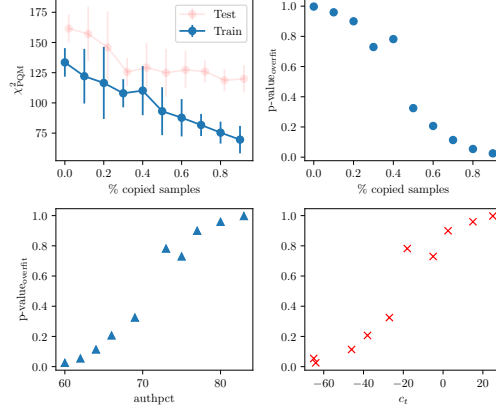 175
150
125
100
75
χ²PQM
Test
Train
0.0 0.2 0.4 0.6 0.8
% copied samples
1.0
0.8
0.6
0.4
0.2
0.0
p-valueoverfit
0.0 0.2 0.4 0.6 0.8
% copied samples
1.0
0.8
0.6
0.4
0.2
0.0
p-valueoverfit
60 70 80
authpct
1.0
0.8
0.6
0.4
0.2
0.0
−60 −40 −20 0 20
cₜ